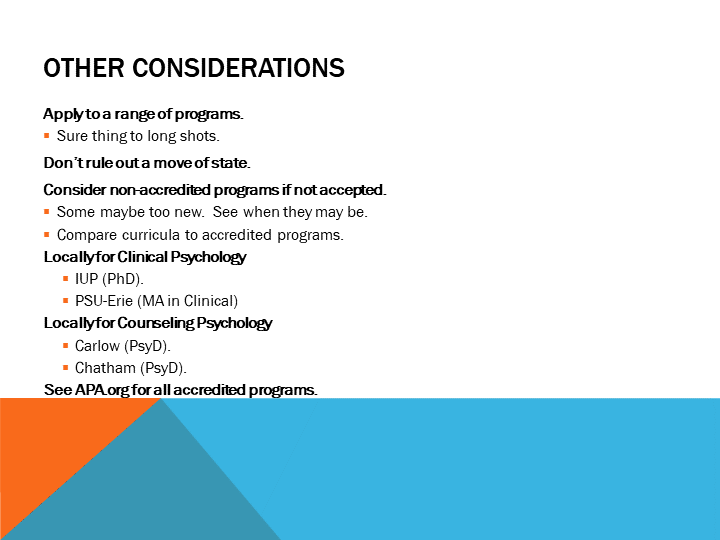 OTHER CONSIDERATIONS
Apply to a range of programs.
Sure thing to long shots.
Don't rule out a move of state.
Consider non-accredited programs if not accepted.
Some maybe too new.  See when they may be.
Compare curricula to accredited programs.
Locally for Clinical Psychology
IUP (PhD).
PSU-Erie (MA in Clinical)
Locally for Counseling Psychology
Carlow (PsyD).
Chatham (PsyD).
See APA.org for all accredited programs.